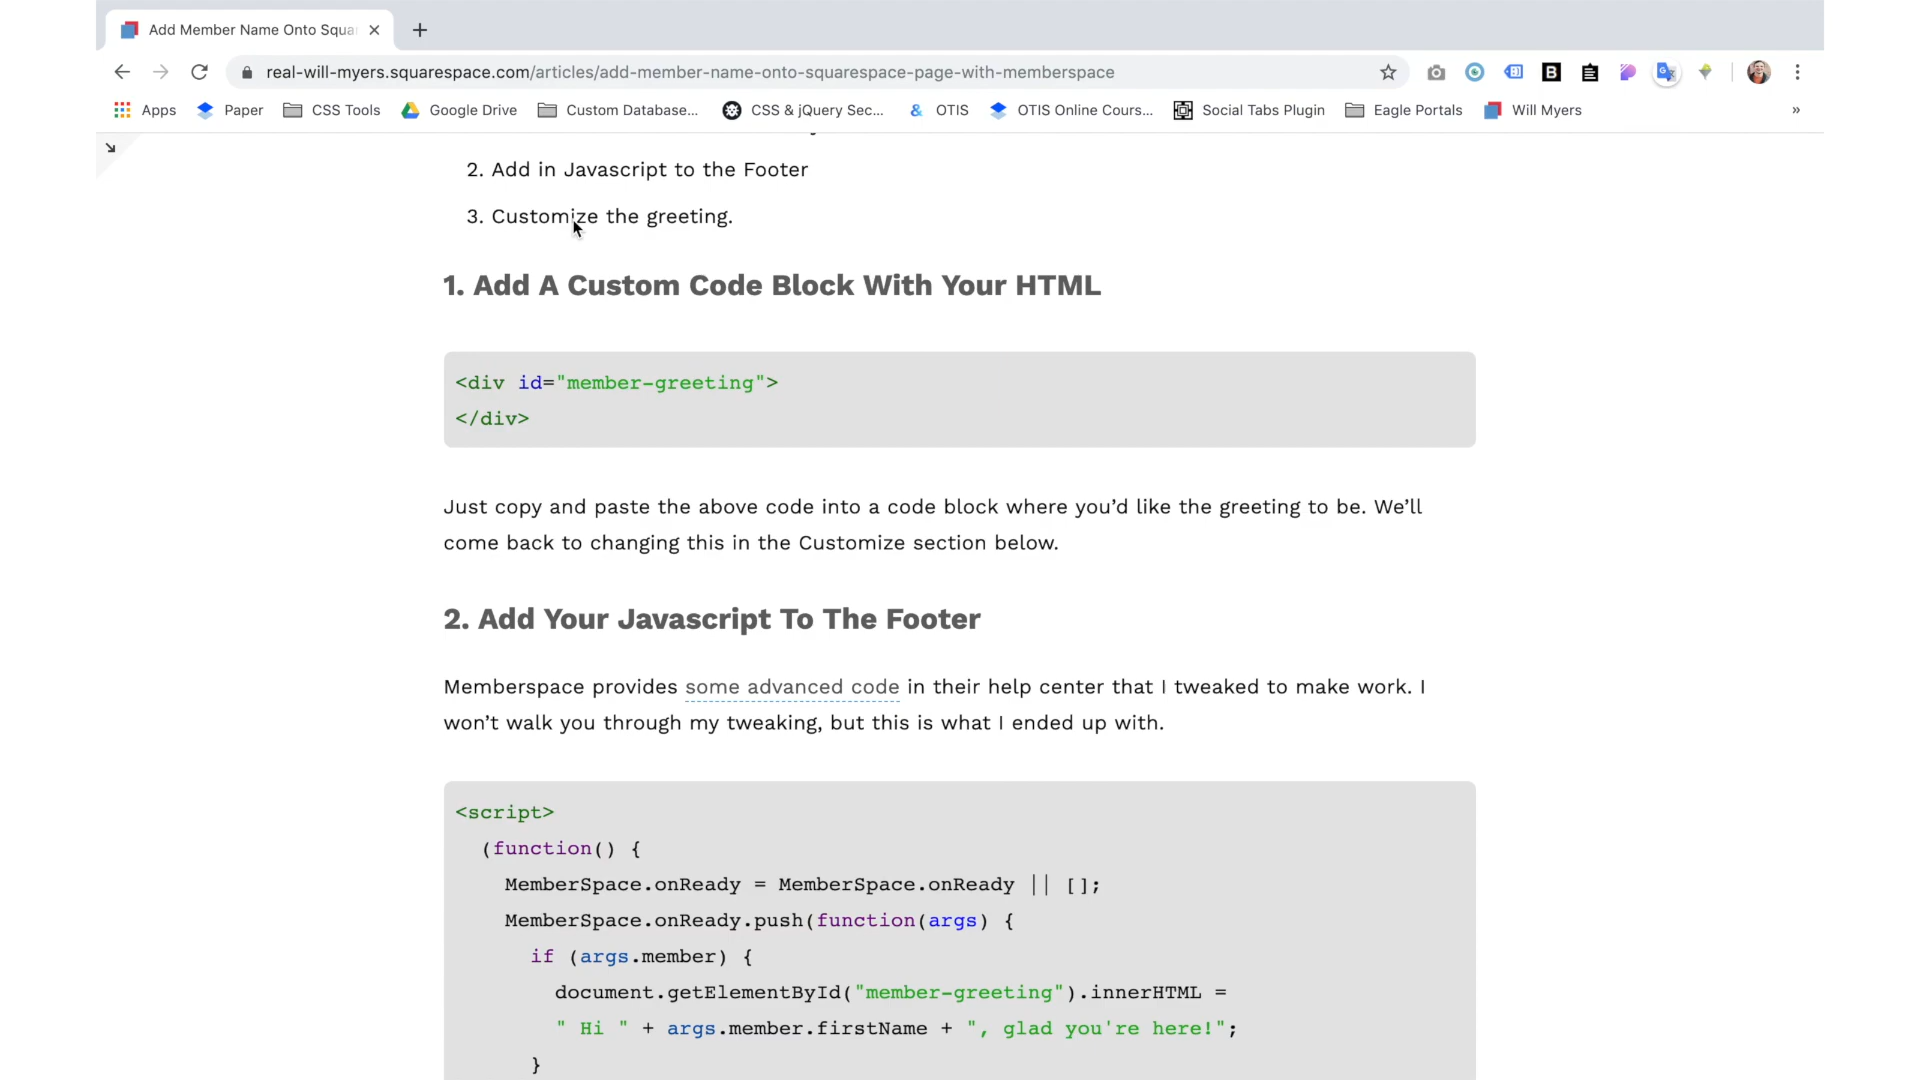 Add Member Name Onto Squa
real-will-myers.squarespace.com/articles/add-member-name-onto-squarespace-page-with-memberspace
Apps Paper CSS Tools Google Drive Custom Database... CSS & jQuery Sec... & OTIS OTIS Online Cours... Social Tabs Plugin Eagle Portals Will Myers »
2. Add in Javascript to the Footer
3. Customize the greeting.
1. Add A Custom Code Block With Your HTML
<div id="member-greeting">
</div>
Just copy and paste the above code into a code block where you’d like the greeting to be. We’ll
come back to changing this in the Customize section below.
2. Add Your Javascript To The Footer
Memberspace provides some advanced code in their help center that I tweaked to make work. I
won’t walk you through my tweaking, but this is what I ended up with.
<script>
(function() {
MemberSpace.onReady = MemberSpace.onReady || [];
MemberSpace.onReady.push(function(args) {
if (args.member) {
document.getElementById("member-greeting").innerHTML =
" Hi " + args.member.firstName + ", glad you're here!";
}